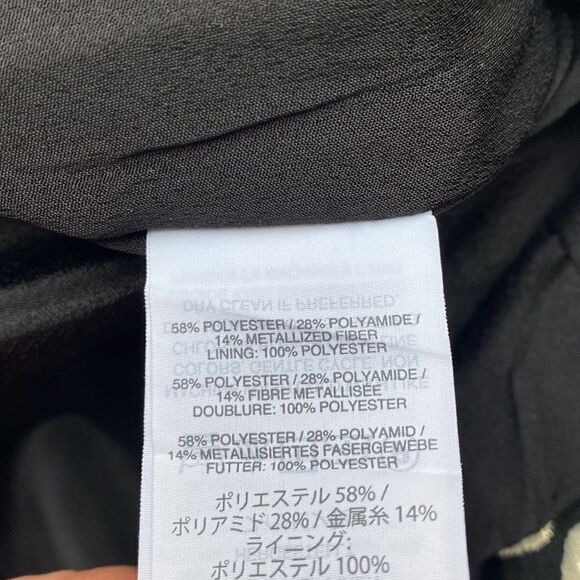 58% POLYESTER / 28% POLYAMIDE /
14% METALLIZED FIBER
LINING: 100% POLYESTER
58% POLYESTER / 28% POLYAMIDE /
14% FIBRE METALLISÉE
DOUBLURE: 100% POLYESTER
58% POLYESTER / 28% POLYAMID /
14% METALLISIERTES FASERGEWEBE
FUTTER: 100% POLYESTER
ポリエステル 58% /
ポリアミド 28% / 金属糸 14%
ライニング:
ポリエステル 100%
DRY CLEAN IF PREFERRED.